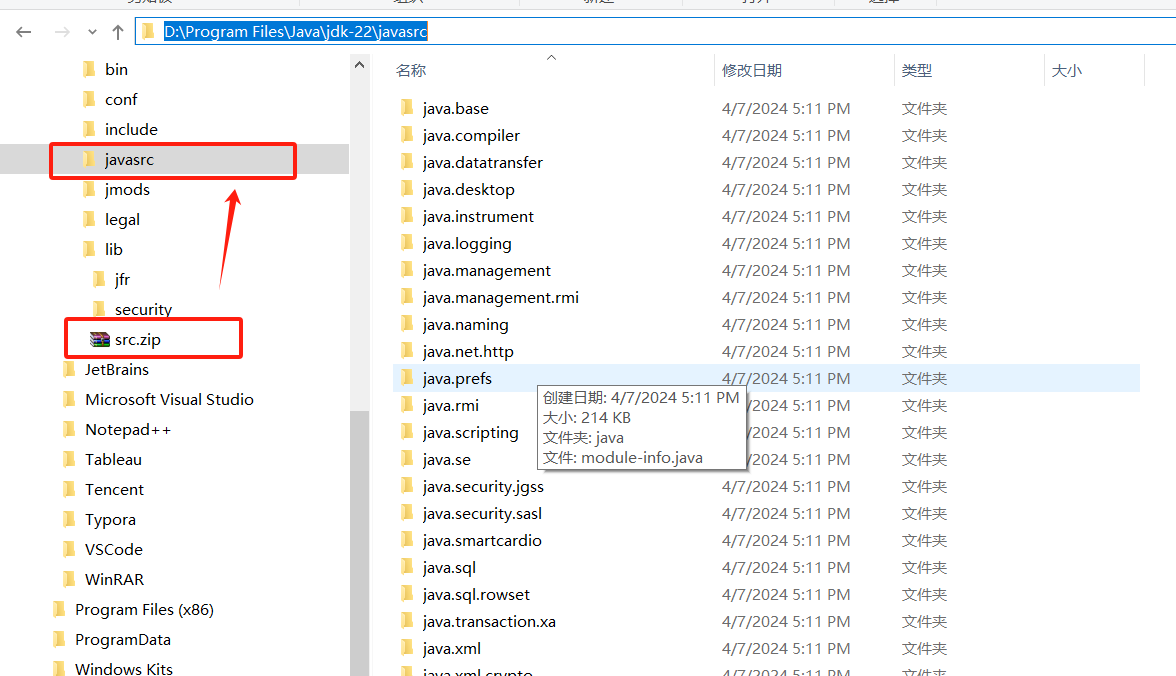 D:\Program Files\Java\jdk-22\javasrc
bin
conf
include
javasrc
jmods
legal
lib
jfr
security
src.zip
JetBrains
Microsoft Visual Studio
Notepad++
Tableau
Tencent
Typora
VSCode
WinRAR
Program Files (x86)
ProgramData
Windows Kits
名称 修改日期 类型 大小
java.base 4/7/2024 5:11 PM 文件夹
java.compiler 4/7/2024 5:11 PM 文件夹
java.datatransfer 4/7/2024 5:11 PM 文件夹
java.desktop 4/7/2024 5:11 PM 文件夹
java.instrument 4/7/2024 5:11 PM 文件夹
java.logging 4/7/2024 5:11 PM 文件夹
java.management 4/7/2024 5:11 PM 文件夹
java.management.rmi 4/7/2024 5:11 PM 文件夹
java.naming 4/7/2024 5:11 PM 文件夹
java.net.http 4/7/2024 5:11 PM 文件夹
java.prefs 4/7/2024 5:11 PM 文件夹
java.rmi 4/7/2024 5:11 PM 文件夹
java.scripting 4/7/2024 5:11 PM 文件夹
java.se 4/7/2024 5:11 PM 文件夹
创建日期: 4/7/2024 5:11 PM
大小: 214 KB
文件夹: java
文件: module-info.java
java.security.jgss 4/7/2024 5:11 PM 文件夹
java.security.sasl 4/7/2024 5:11 PM 文件夹
java.smartcardio 4/7/2024 5:11 PM 文件夹
java.sql 4/7/2024 5:11 PM 文件夹
java.sql.rowset 4/7/2024 5:11 PM 文件夹
java.transaction.xa 4/7/2024 5:11 PM 文件夹
java.xml 4/7/2024 5:11 PM 文件夹
java.xml.crypto 4/7/2024 5:11 PM 文件夹